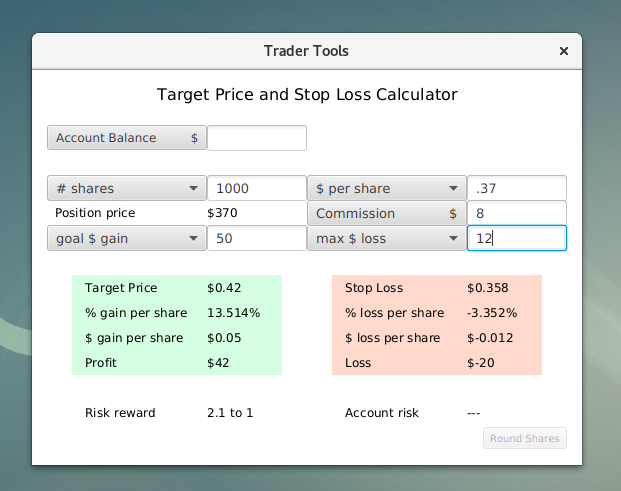 Trader Tools
Target Price and Stop Loss Calculator
Account Balance $
# shares 1000 $ per share .37
Position price $370 Commission $ 8
goal $ gain 50 max $ loss 12
Target Price $0.42 Stop Loss $0.358
% gain per share 13.514% % loss per share -3.352%
$ gain per share $0.05 $ loss per share $-0.012
Profit $42 Loss $-20
Risk reward 2.1 to 1 Account risk ---
Round Shares